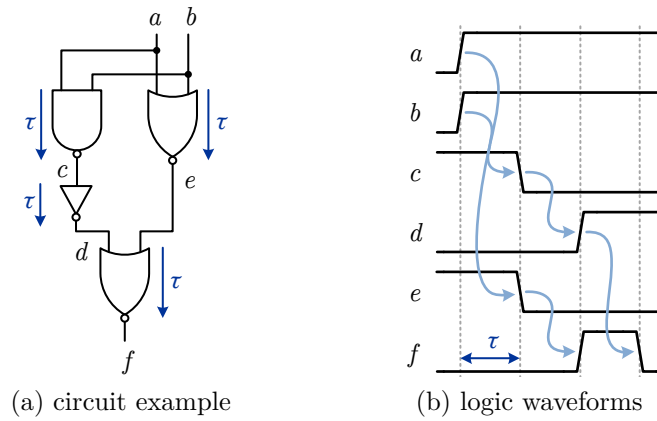 a b
τ τ
c
e
τ
d
τ
f
(a) circuit example
a
b
c
d
e
τ
f
(b) logic waveforms